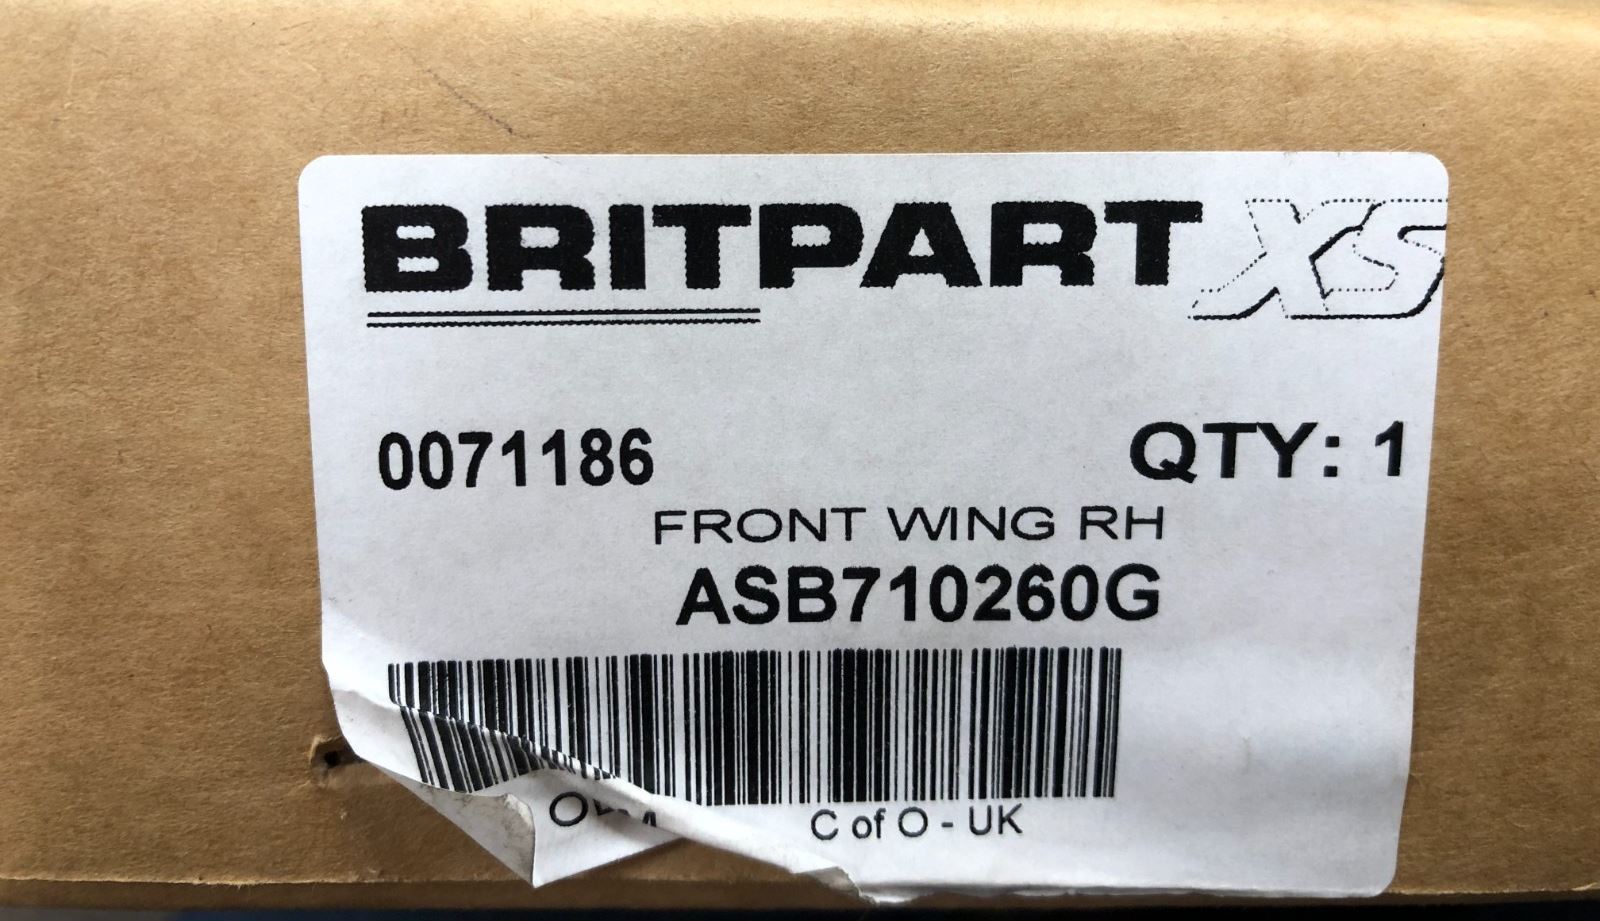 BRITPART XS
0071186 QTY: 1
FRONT WING RH
ASB710260G
C of O - UK